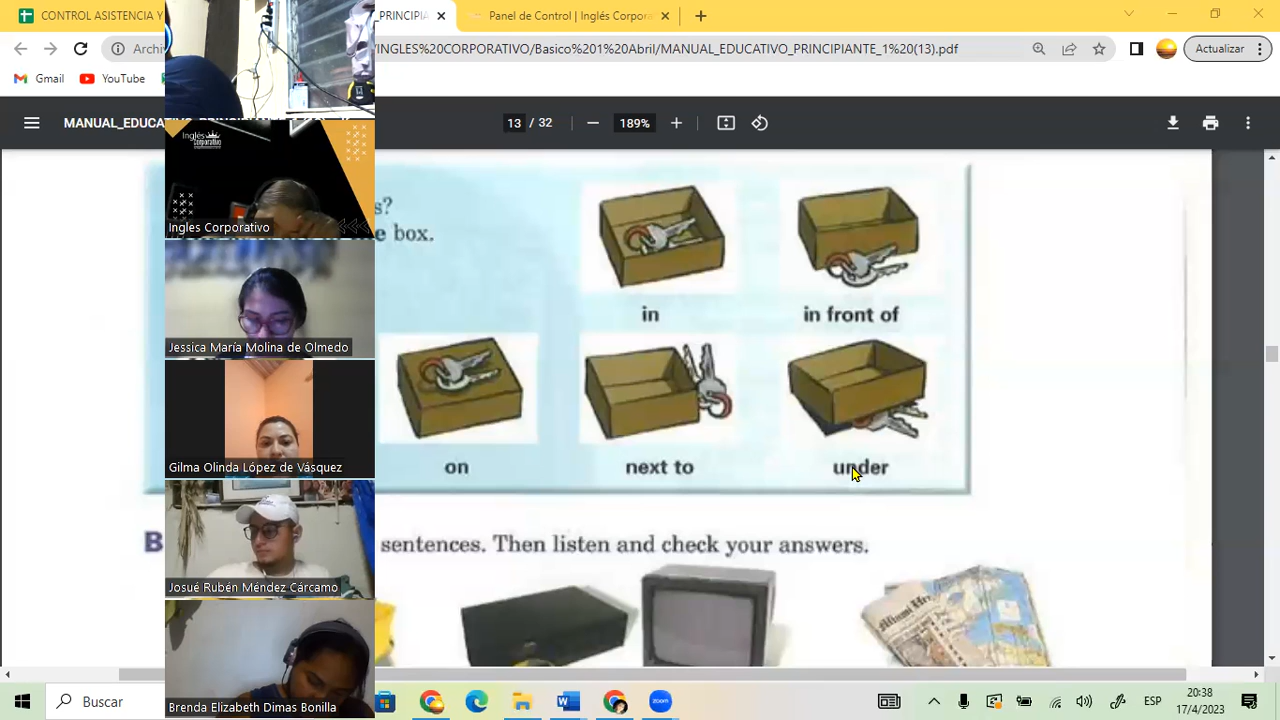 CONTROL ASISTENCIA Y
PRINCIPIA
Panel de Control | Inglés Corpora
Archi
/INGLES%20CORPORATIVO/Basico%201%20Abril/MANUAL_EDUCATIVO_PRINCIPIANTE_1%20(13).pdf
Actualizar
Gmail
YouTube
MANUAL_EDUCA
13 / 32
189%
s?
e box.
in
in front of
on
next to
under
B
sentences. Then listen and check your answers.
Inglés
corporativo
Ingles Corporativo
Jessica María Molina de Olmedo
Gilma Olinda López de Vásquez
Josué Rubén Méndez Cárcamo
Brenda Elizabeth Dimas Bonilla
Buscar
zoom
ESP
20:38
17/4/2023